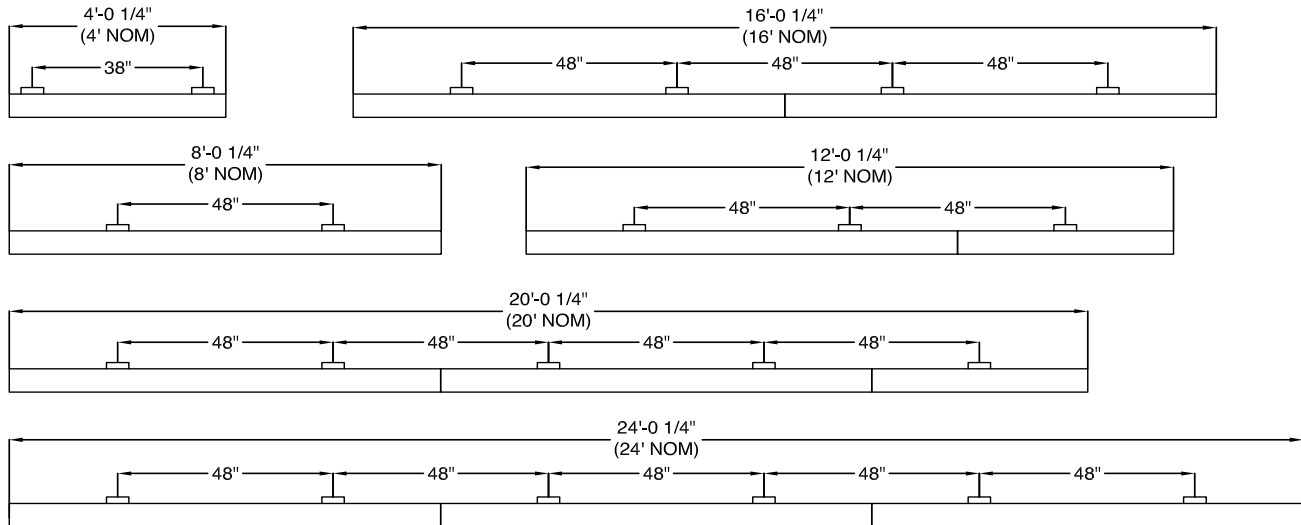 4'-0 1/4"
(4' NOM)
38"
16'-0 1/4"
(16' NOM)
48" 48" 48"
8'-0 1/4"
(8' NOM)
48"
12'-0 1/4"
(12' NOM)
48" 48"
20'-0 1/4"
(20' NOM)
48" 48" 48" 48"
24'-0 1/4"
(24' NOM)
48" 48" 48" 48" 48"